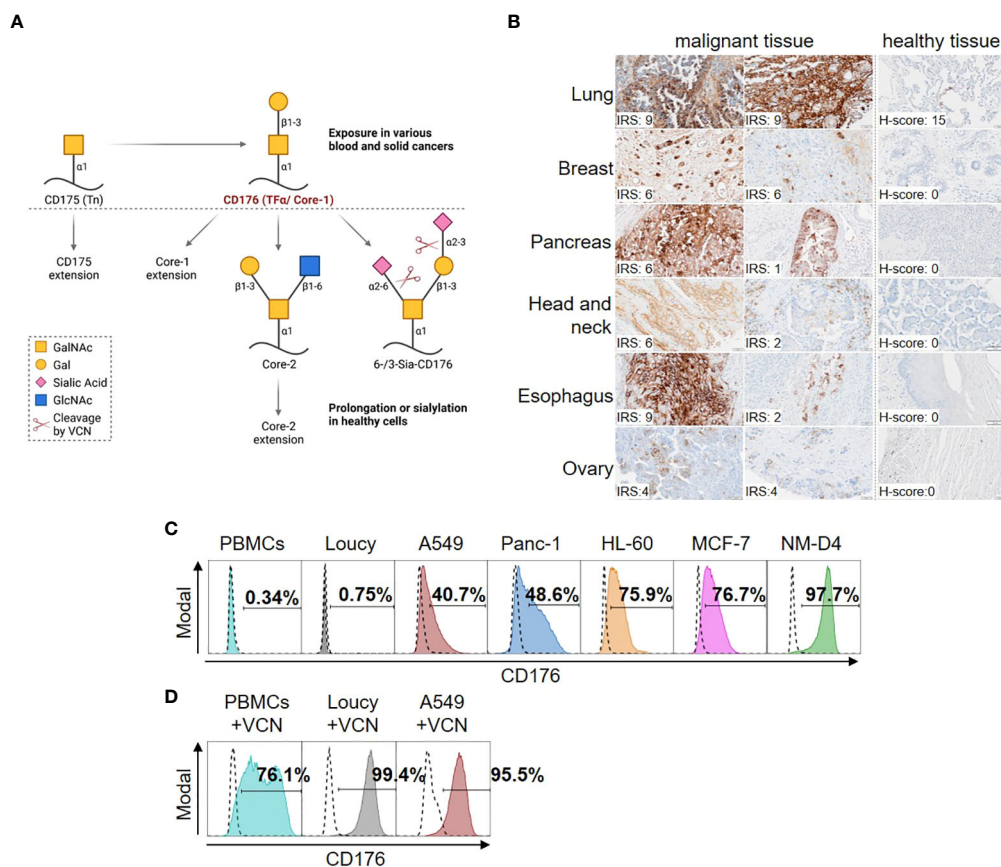 A
β1-3
α1
CD175 (Tn)
α1
CD176 (TFα/ Core-1)
Exposure in various
blood and solid cancers
CD175
extension
Core-1
extension
β1-3
β1-6
α1
Core-2
Core-2
extension
α2-3
α2-6
β1-3
α1
6-/3-Sia-CD176
Prolongation or sialylation
in healthy cells
GalNAc
Gal
Sialic Acid
GlcNAc
Cleavage
by VCN
B
malignant tissue
healthy tissue
Lung
IRS: 9
IRS: 9
H-score: 15
Breast
IRS: 6
IRS: 6
H-score: 0
Pancreas
IRS: 6
IRS: 1
H-score: 0
Head and
neck
IRS: 6
IRS: 2
H-score: 0
Esophagus
IRS: 9
IRS: 2
H-score: 0
Ovary
IRS:4
IRS:4
H-score:0
C
PBMCs
Loucy
A549
Panc-1
HL-60
MCF-7
NM-D4
Modal
0.34%
0.75%
40.7%
48.6%
75.9%
76.7%
97.7%
CD176
D
PBMCs
+VCN
Loucy
+VCN
A549
+VCN
Modal
76.1%
99.4%
95.5%
CD176